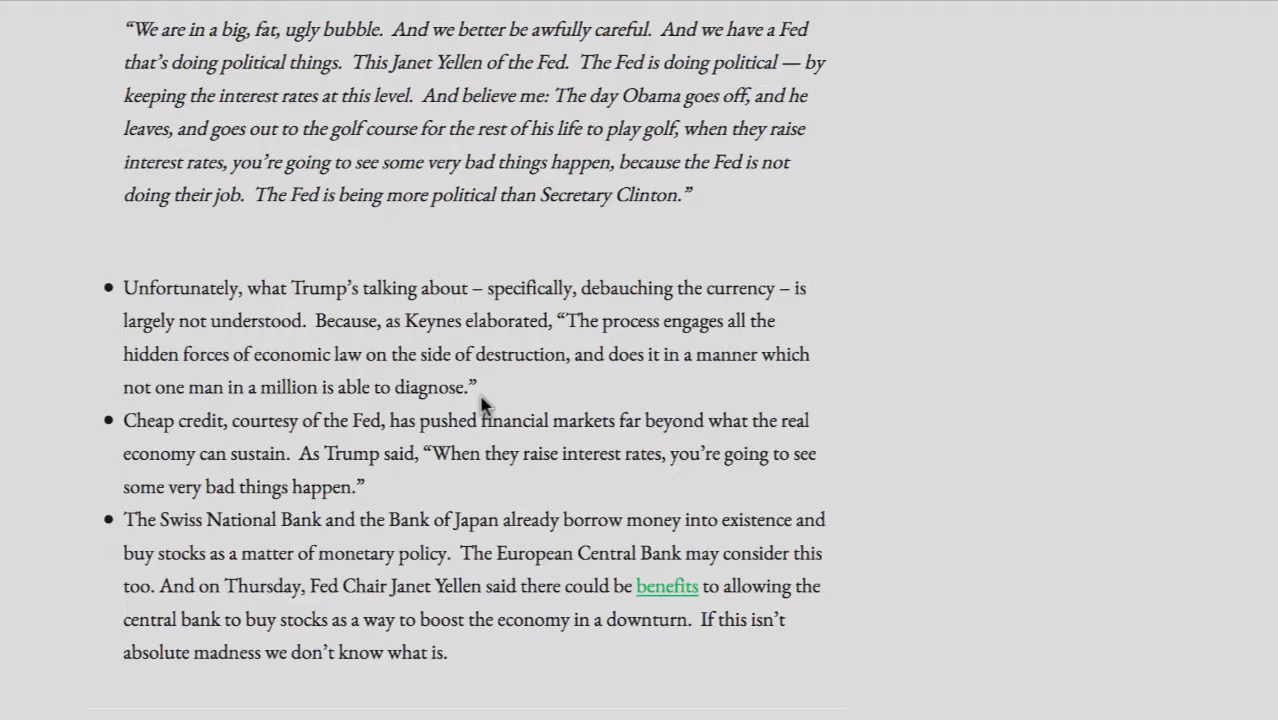 “We are in a big, fat, ugly bubble.  And we better be awfully careful.  And we have a Fed
that’s doing political things.  This Janet Yellen of the Fed.  The Fed is doing political — by
keeping the interest rates at this level.  And believe me: The day Obama goes off, and he
leaves, and goes out to the golf course for the rest of his life to play golf, when they raise
interest rates, you’re going to see some very bad things happen, because the Fed is not
doing their job.  The Fed is being more political than Secretary Clinton.”
• Unfortunately, what Trump’s talking about – specifically, debauching the currency – is
largely not understood.  Because, as Keynes elaborated, “The process engages all the
hidden forces of economic law on the side of destruction, and does it in a manner which
not one man in a million is able to diagnose.”
• Cheap credit, courtesy of the Fed, has pushed financial markets far beyond what the real
economy can sustain.  As Trump said, “When they raise interest rates, you’re going to see
some very bad things happen.”
• The Swiss National Bank and the Bank of Japan already borrow money into existence and
buy stocks as a matter of monetary policy.  The European Central Bank may consider this
too. And on Thursday, Fed Chair Janet Yellen said there could be benefits to allowing the
central bank to buy stocks as a way to boost the economy in a downturn.  If this isn’t
absolute madness we don’t know what is.